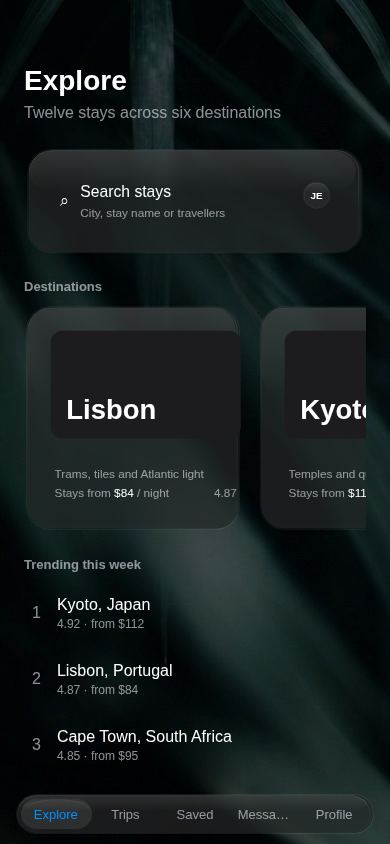 Explore
Twelve stays across six destinations
Search stays
JE
City, stay name or travellers
Destinations
Lisbon
Trams, tiles and Atlantic light
Stays from $84 / night 4.87
Trending this week
1 Kyoto, Japan
4.92 · from $112
2 Lisbon, Portugal
4.87 · from $84
3 Cape Town, South Africa
4.85 · from $95
Explore Trips Saved Messa… Profile